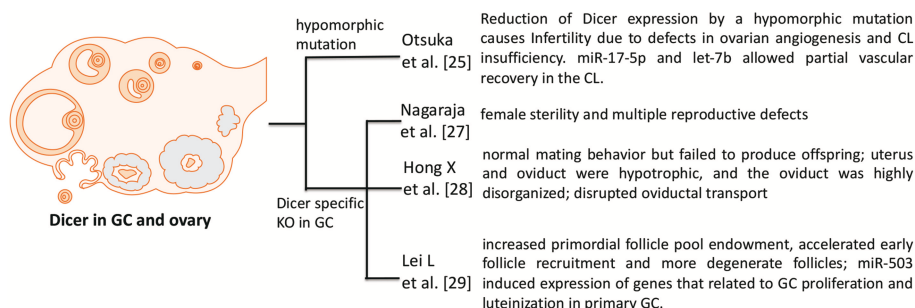 hypomorphic
mutation
Otsuka
et al. [25]
Reduction of Dicer expression by a hypomorphic mutation
causes Infertility due to defects in ovarian angiogenesis and CL
insufficiency. miR-17-5p and let-7b allowed partial vascular
recovery in the CL.
Nagaraja
et al. [27]
female sterility and multiple reproductive defects
Hong X
et al. [28]
normal mating behavior but failed to produce offspring; uterus
and oviduct were hypotrophic, and the oviduct was highly
disorganized; disrupted oviductal transport
Dicer specific
KO in GC
Dicer in GC and ovary
Lei L
et al. [29]
increased primordial follicle pool endowment, accelerated early
follicle recruitment and more degenerate follicles; miR-503
induced expression of genes that related to GC proliferation and
luteinization in primary GC.